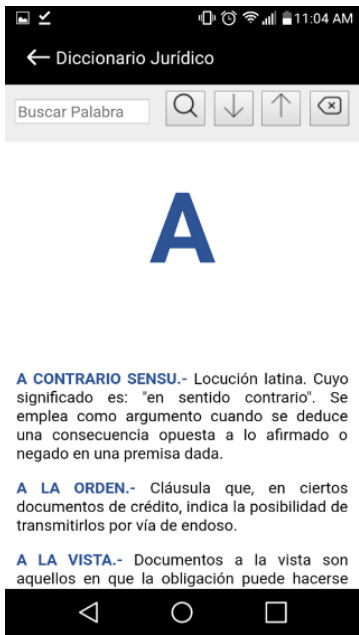 11:04 AM
Diccionario Jurídico
Buscar Palabra
A
A CONTRARIO SENSU.- Locución latina. Cuyo
significado es: "en sentido contrario". Se
emplea como argumento cuando se deduce
una consecuencia opuesta a lo afirmado o
negado en una premisa dada.
A LA ORDEN.- Cláusula que, en ciertos
documentos de crédito, indica la posibilidad de
transmitirlos por vía de endoso.
A LA VISTA.- Documentos a la vista son
aquellos en que la obligación puede hacerse